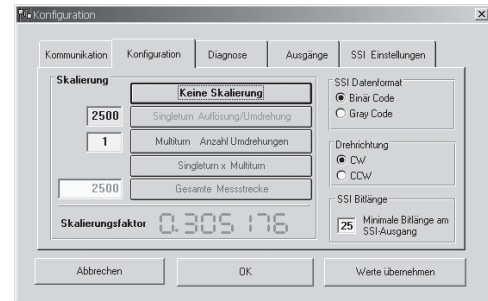 Konfiguration
Kommunikation
Konfiguration
Diagnose
Ausgänge
SSI Einstellungen
Skalierung
Keine Skalierung
2500
Singleturn Auflösung/Umdrehung
1
Multiturn Anzahl Umdrehungen
Singleturn x Multiturn
2500
Gesamte Messstrecke
Skalierungsfaktor
0.305176
SSI Datenformat
Binär Code
Gray Code
Drehrichtung
CW
CCW
SSI Bitlänge
25
Minimale Bitlänge am
SSI-Ausgang
Abbrechen
OK
Werte übernehmen